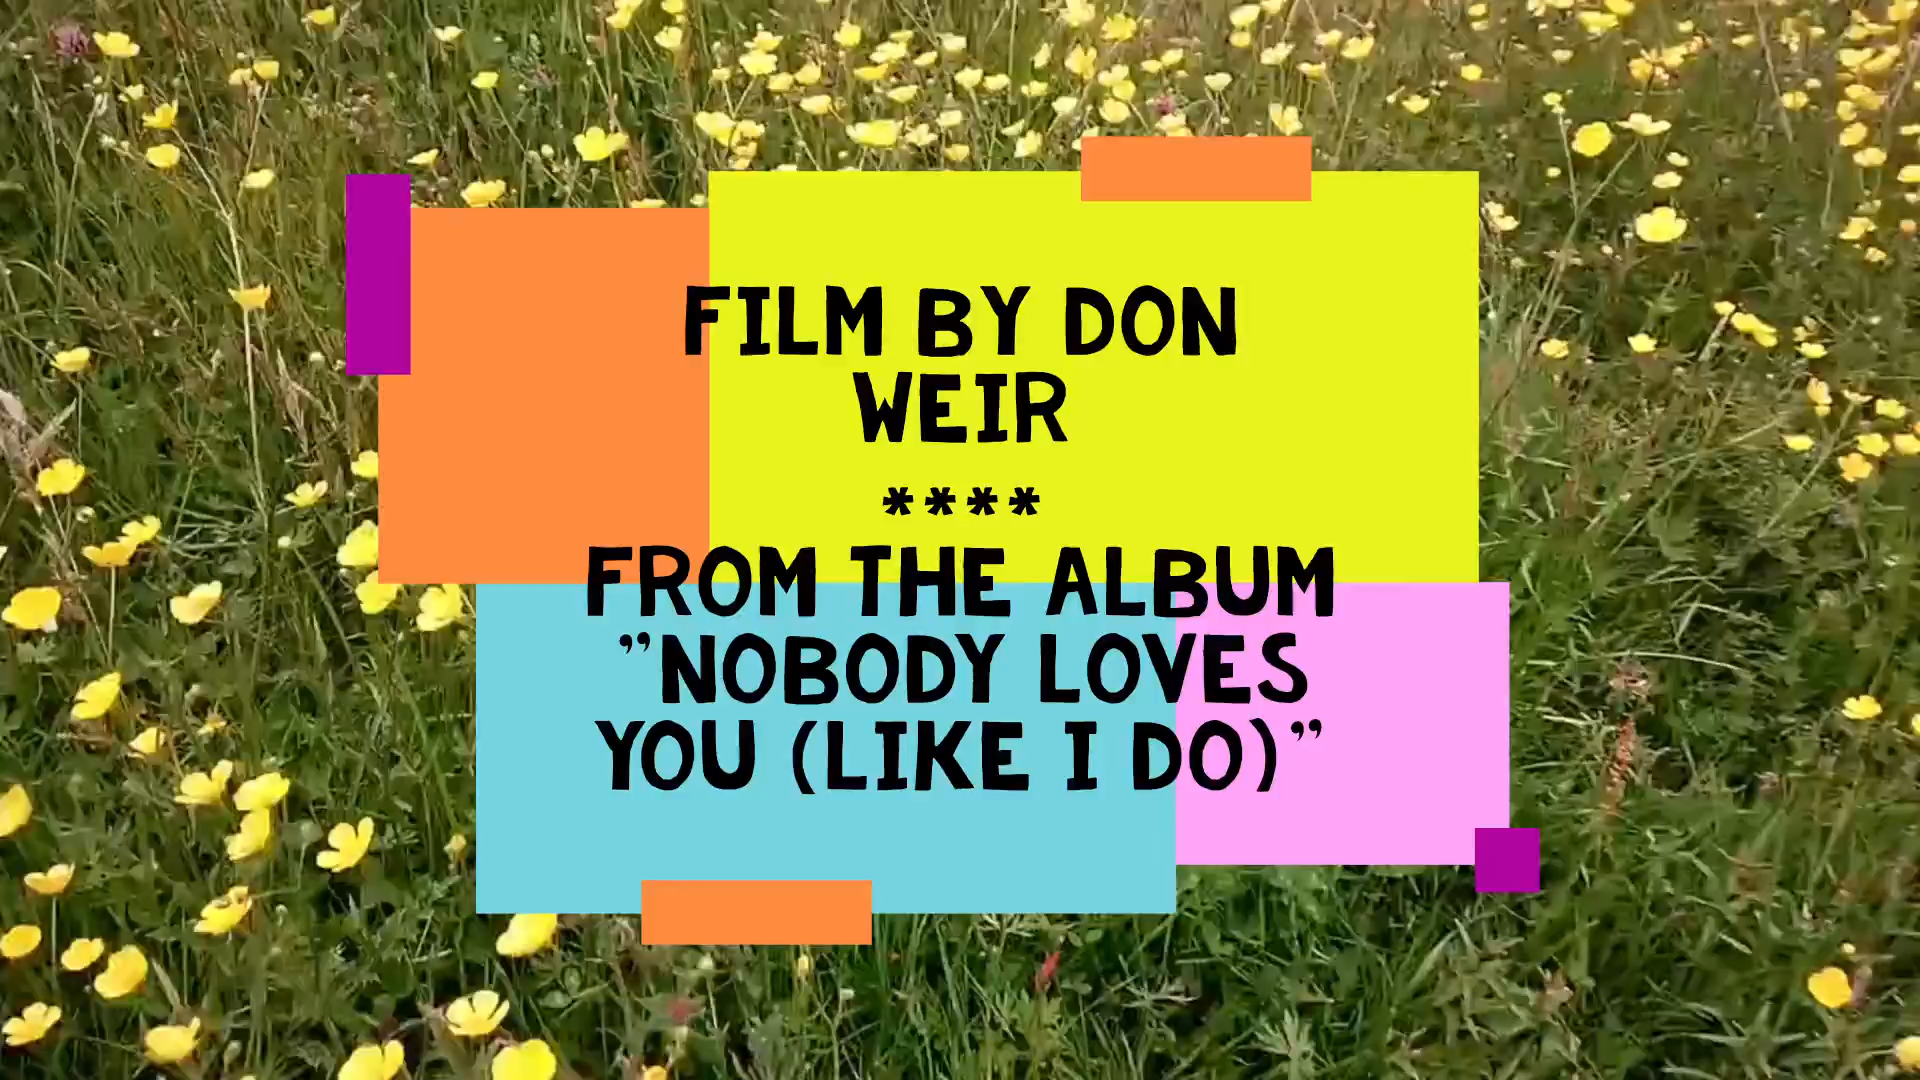 FILM BY DON
WEIR
****
FROM THE ALBUM
"NOBODY LOVES
YOU (LIKE I DO)"